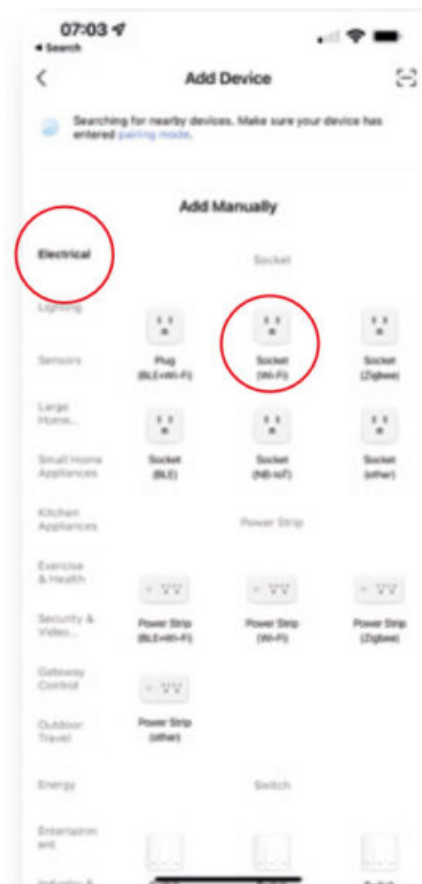 07:03
Search
Add Device
Searching for nearby devices. Make sure your device has
entered pairing mode.
Add Manually
Electrical
Socket
Lighting
Plug
(BLE+Wi-Fi)
Socket
(Wi-Fi)
Socket
(Zigbee)
Sensors
Large
Home...
Socket
(BLE)
Socket
(NB-IoT)
Socket
(other)
Small Home
Appliances
Kitchen
Appliances
Power Strip
Exercise
& Health
Power Strip
(BLE+Wi-Fi)
Power Strip
(Wi-Fi)
Power Strip
(Zigbee)
Security &
Video...
Gateway
Control
Power Strip
(other)
Outdoor
Travel
Energy
Switch
Entertainm
ent